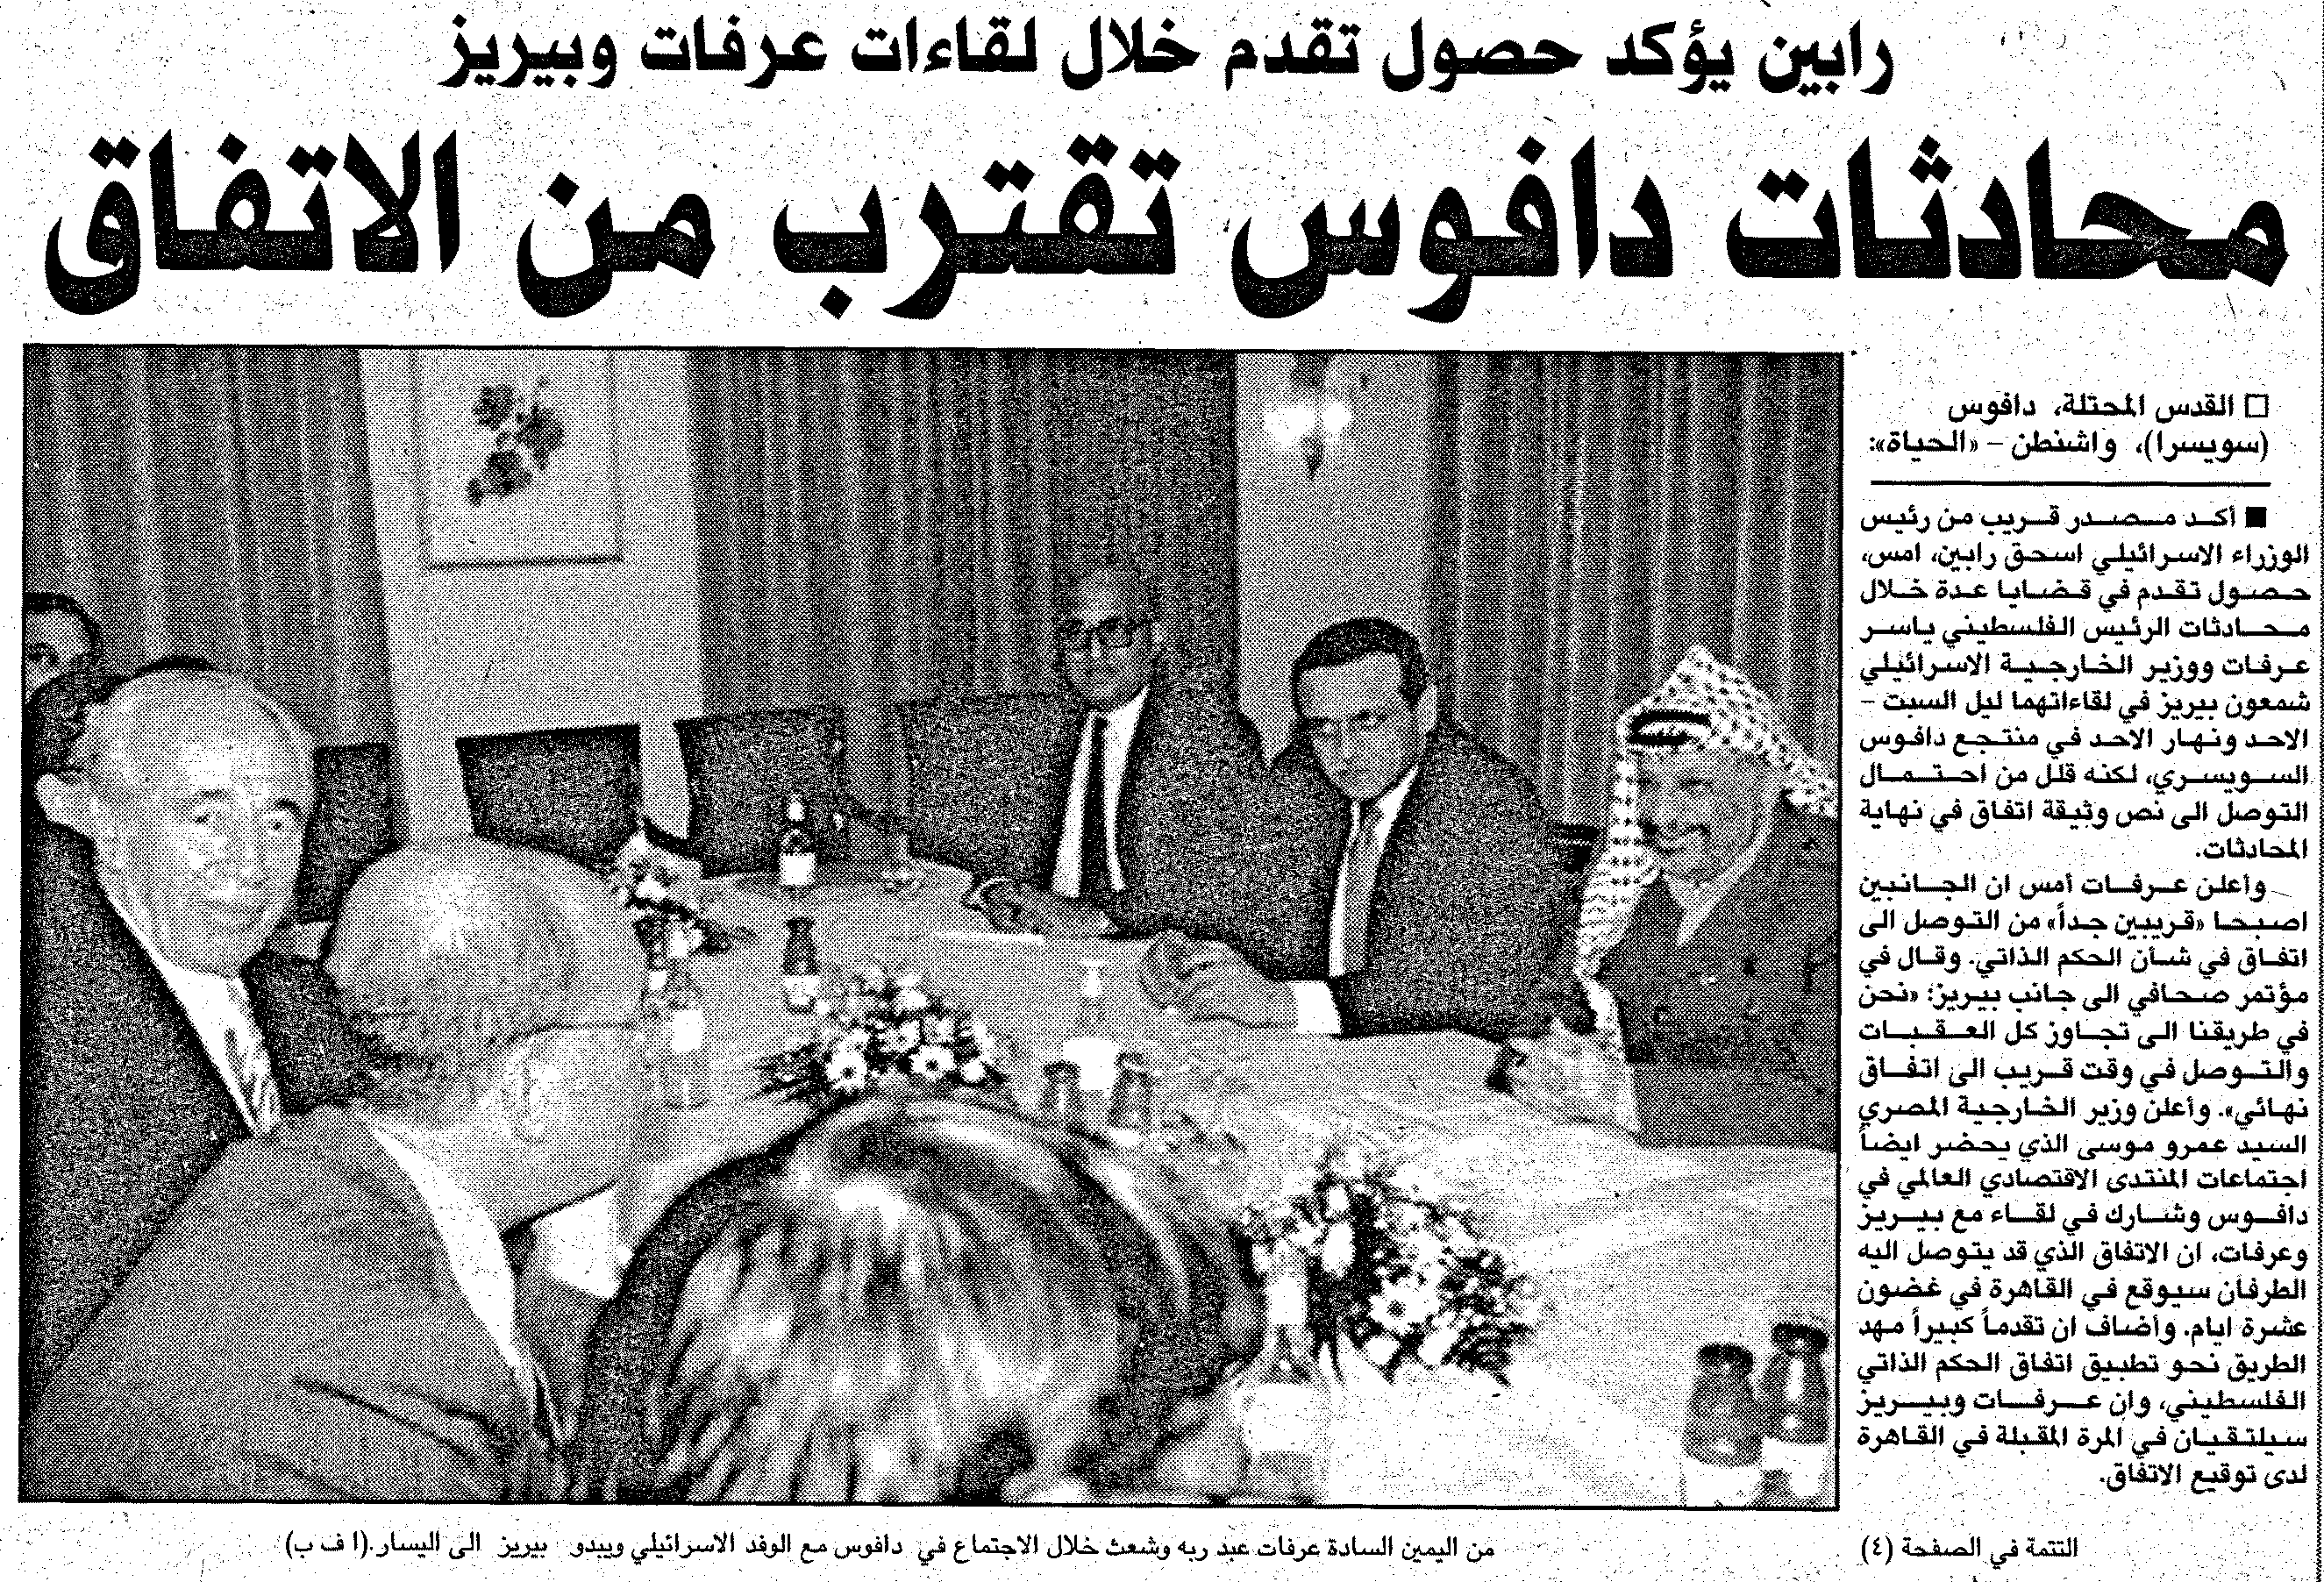 رابين يؤكد حصول تقدم خلال لقاءات عرفات وبيريز
محادثات دافوس تقترب من الاتفاق
□ القدس المحتلة، دافوس
(سويسرا)، واشنطن – «الحياة»:
■ أكد مصدر قريب من رئيس
الوزراء الاسرائيلي اسحق رابين، امس،
حصول تقدم في قضايا عدة خلال
محادثات الرئيس الفلسطيني ياسر
عرفات ووزير الخارجية الاسرائيلي
شمعون بيريز في لقاءاتهما ليل السبت –
الاحد ونهار الاحد في منتجع دافوس
السويسري، لكنه قلل من احتمال
التوصل الى نص وثيقة اتفاق في نهاية
المحادثات.
وأعلن عرفات أمس ان الجانبين
اصبحا «قريبين جداً» من التوصل الى
اتفاق في شأن الحكم الذاتي. وقال في
مؤتمر صحافي الى جانب بيريز: «نحن
في طريقنا الى تجاوز كل العقبات
والتوصل في وقت قريب الى اتفاق
نهائي». وأعلن وزير الخارجية المصري
السيد عمرو موسى الذي يحضر ايضاً
اجتماعات المنتدى الاقتصادي العالمي في
دافوس وشارك في لقاء مع بيريز
وعرفات، ان الاتفاق الذي قد يتوصل اليه
الطرفان سيوقع في القاهرة في غضون
عشرة ايام. وأضاف ان تقدماً كبيراً مهد
الطريق نحو تطبيق اتفاق الحكم الذاتي
الفلسطيني، وان عرفات وبيريز
سيلتقيان في المرة المقبلة في القاهرة
لدى توقيع الاتفاق.
التتمة في الصفحة (٤)
من اليمين السادة عرفات عبد ربه وشعث خلال الاجتماع في دافوس مع الوفد الاسرائيلي ويبدو بيريز الى اليسار.(ا ف ب)